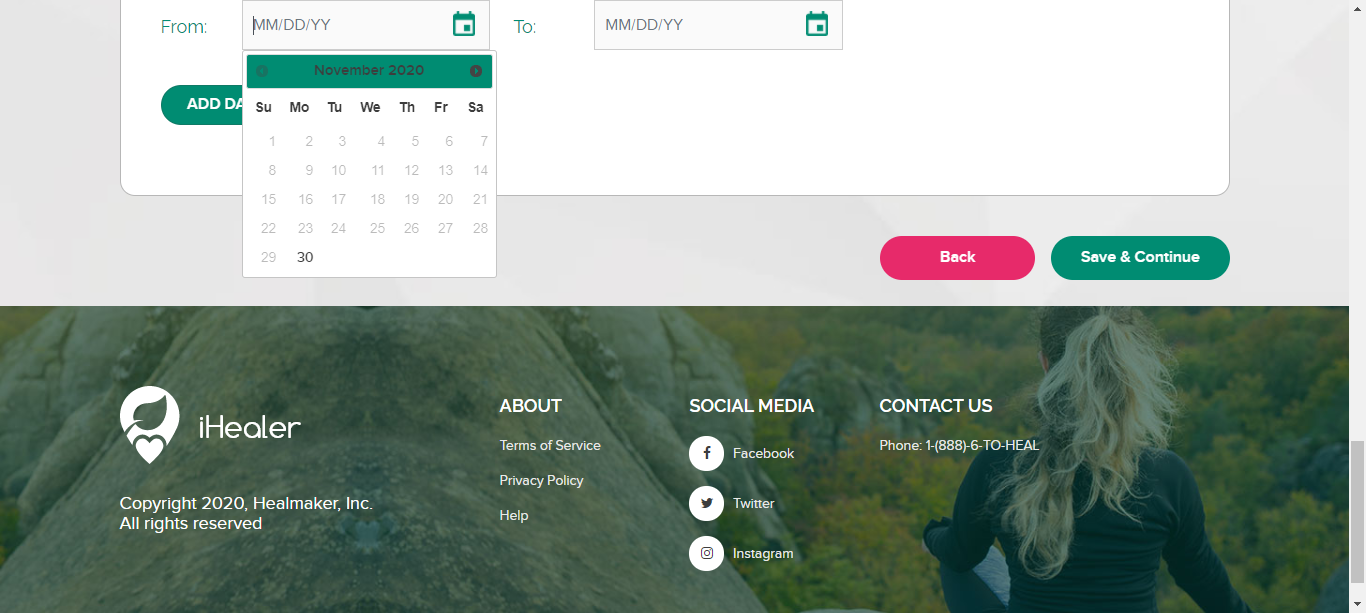 From: MM/DD/YY To: MM/DD/YY
November 2020
Su Mo Tu We Th Fr Sa
1 2 3 4 5 6 7
8 9 10 11 12 13 14
15 16 17 18 19 20 21
22 23 24 25 26 27 28
29 30
ADD DA
Back Save & Continue
iHealer
Copyright 2020, Healmaker, Inc.
All rights reserved
ABOUT
Terms of Service
Privacy Policy
Help
SOCIAL MEDIA
Facebook
Twitter
Instagram
CONTACT US
Phone: 1-(888)-6-TO-HEAL